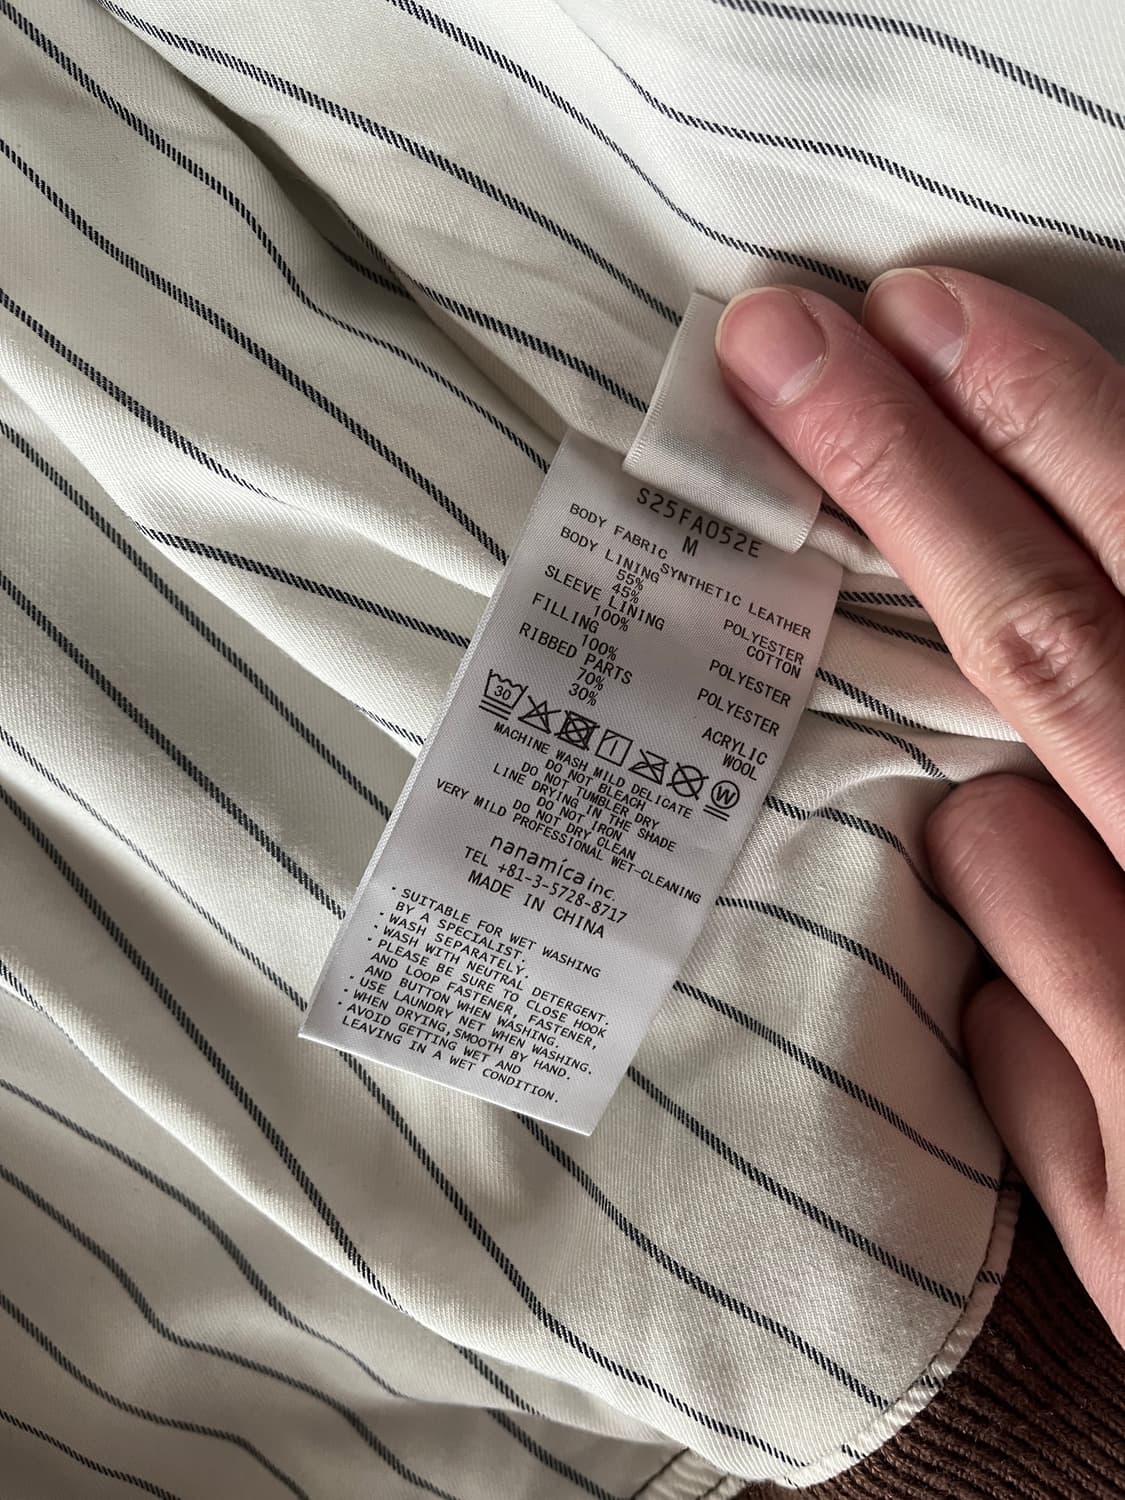 S25FA052E
M
BODY FABRIC SYNTHETIC LEATHER
BODY LINING
55% POLYESTER
45% COTTON
SLEEVE LINING
100% POLYESTER
FILLING
100% POLYESTER
RIBBED PARTS
70% ACRYLIC
30% WOOL
30 W
MACHINE WASH MILD DELICATE
DO NOT BLEACH
DO NOT TUMBLER DRY
LINE DRYING IN THE SHADE
DO NOT IRON
DO NOT DRY CLEAN
VERY MILD PROFESSIONAL WET-CLEANING
nanamica inc.
TEL +81-3-5728-8717
MADE IN CHINA
・SUITABLE FOR WET WASHING
BY A SPECIALIST.
・WASH SEPARATELY.
・WASH WITH NEUTRAL DETERGENT.
・PLEASE BE SURE TO CLOSE HOOK
AND LOOP FASTENER, FASTENER,
AND BUTTON WHEN WASHING.
・USE LAUNDRY NET WHEN WASHING.
・WHEN DRYING,SMOOTH BY HAND.
・AVOID GETTING WET AND
LEAVING IN A WET CONDITION.